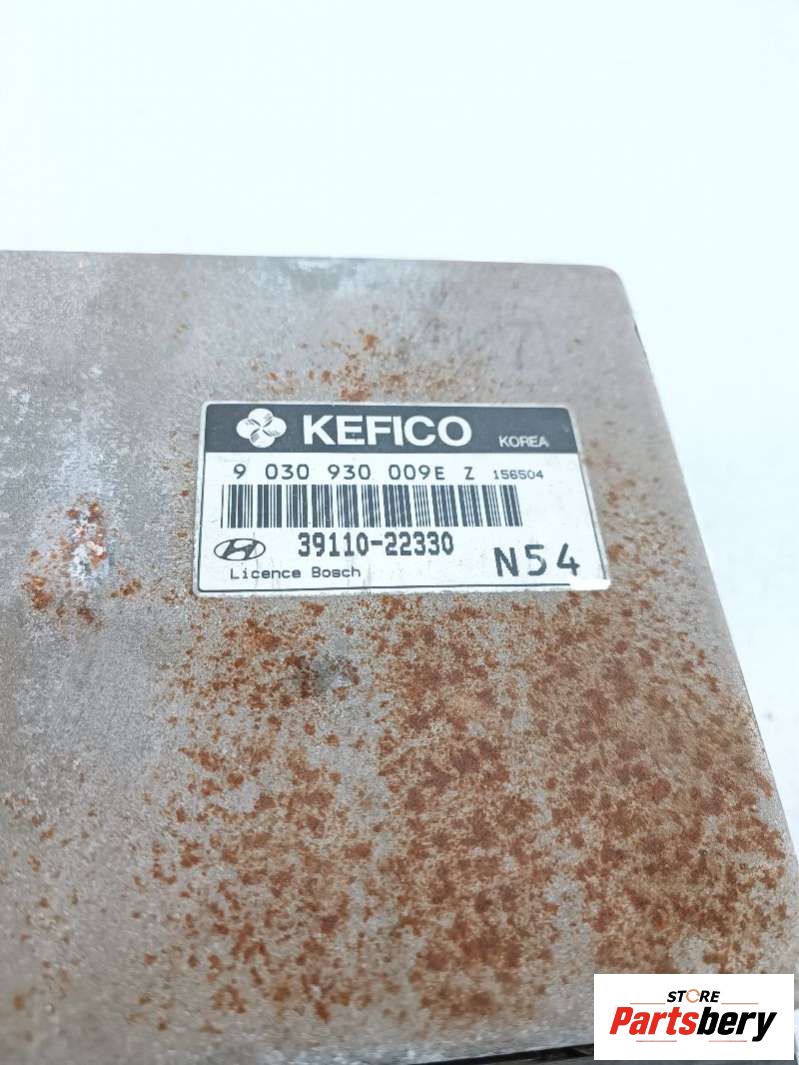 KEFICO KOREA
9 030 930 009E Z 156504
39110-22330
Licence Bosch N54
STORE
Partsbery